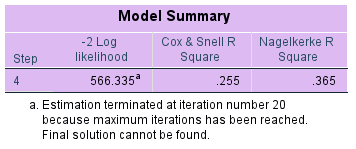 Model Summary
Step -2 Log likelihood Cox & Snell R Square Nagelkerke R Square
4 566.335a .255 .365
a. Estimation terminated at iteration number 20
because maximum iterations has been reached.
Final solution cannot be found.